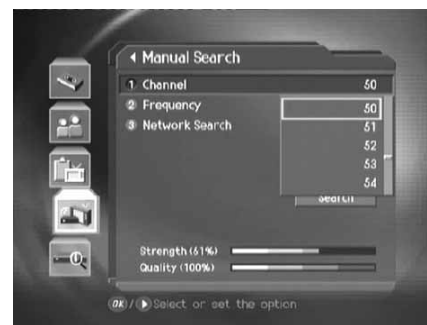 Manual Search
1 Channel 50
2 Frequency 50
3 Network Search 51
52
53
54
Search
Strength (61%)
Quality (100%)
OK / Select or set the option